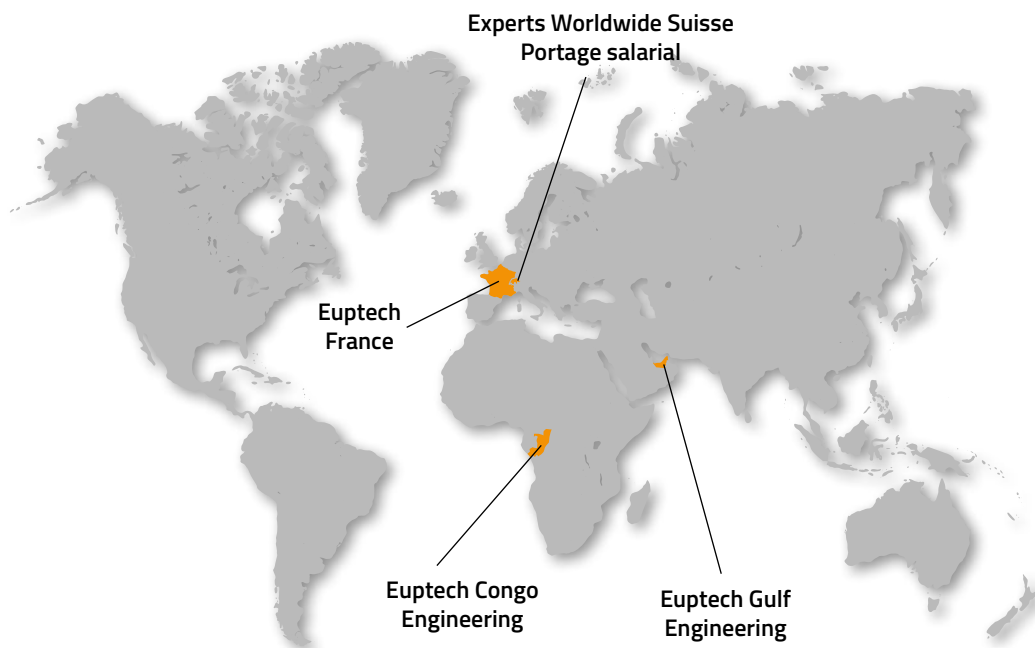 Experts Worldwide Suisse
Portage salarial
Euptech
France
Euptech Congo
Engineering
Euptech Gulf
Engineering